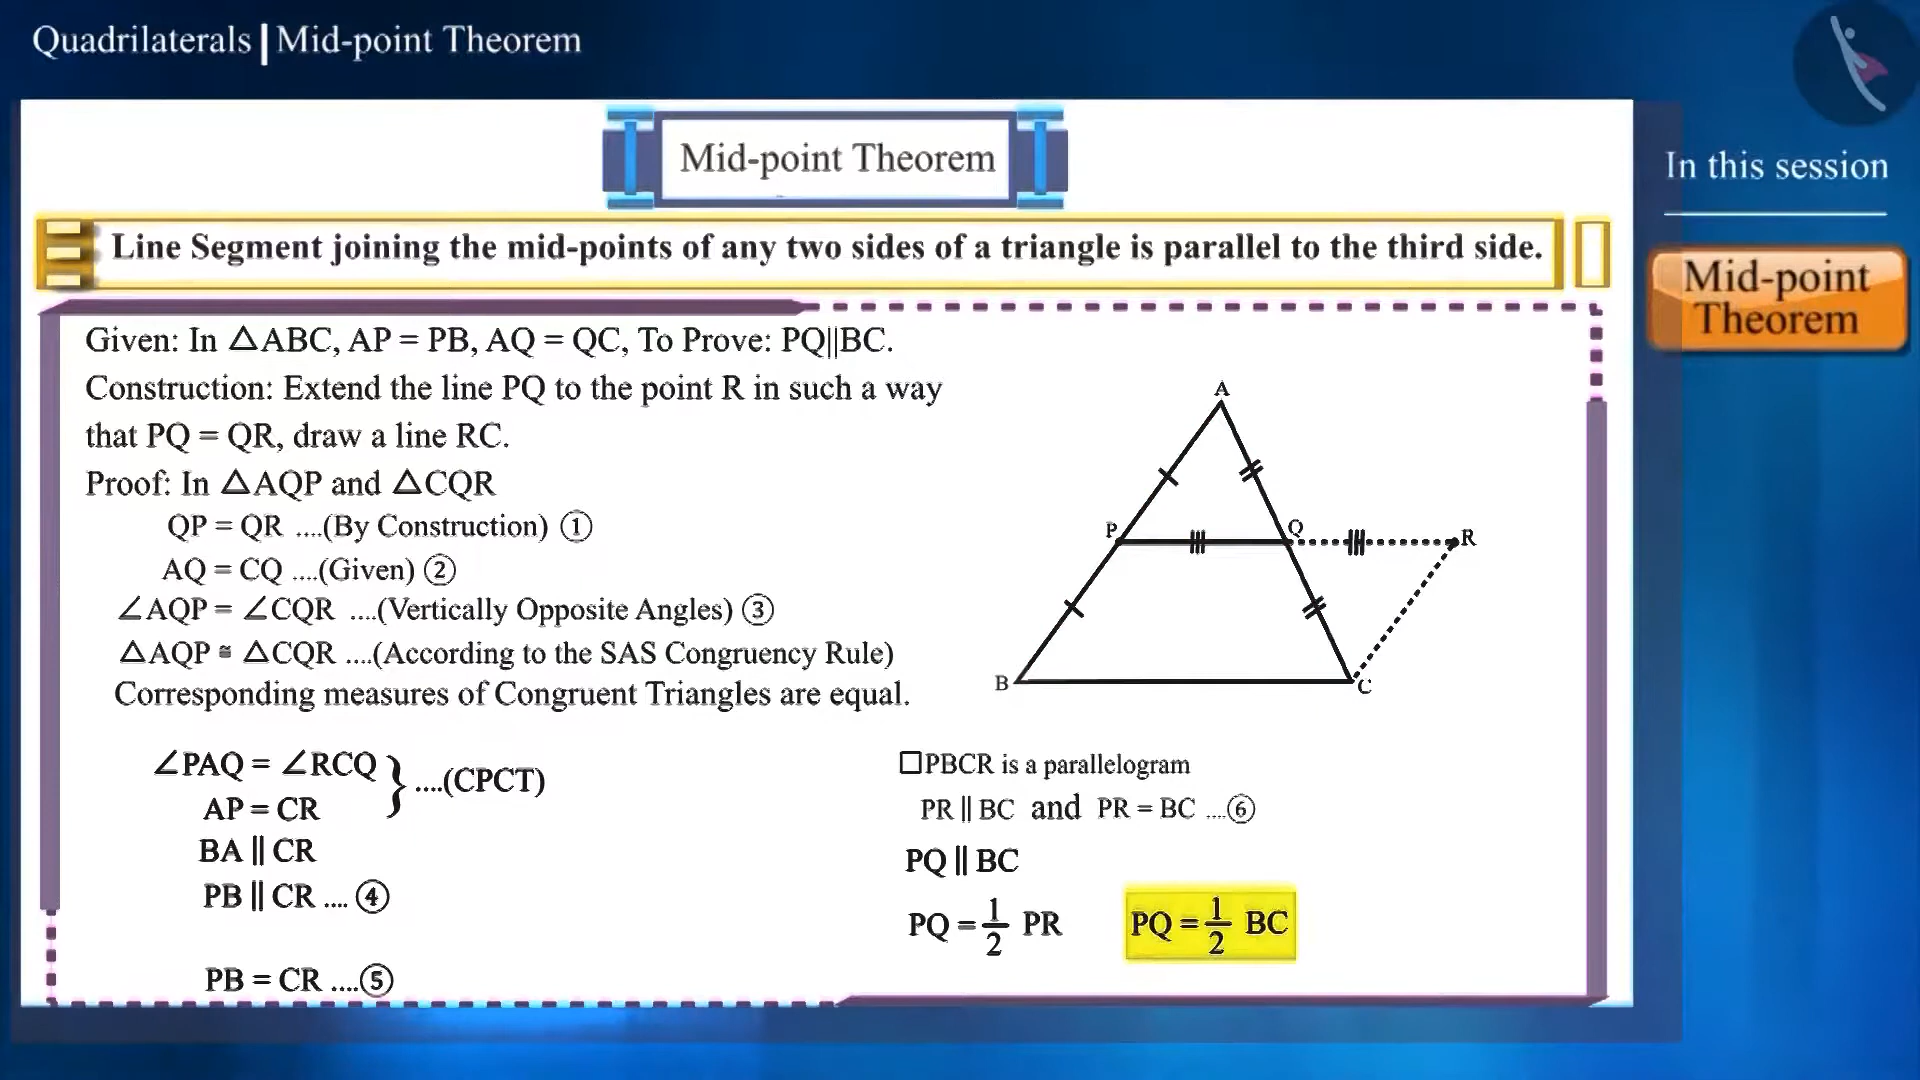 Quadrilaterals | Mid-point Theorem
In this session
Mid-point
Theorem
Mid-point Theorem
Line Segment joining the mid-points of any two sides of a triangle is parallel to the third side.
Given: In △ABC, AP = PB, AQ = QC, To Prove: PQ||BC.
Construction: Extend the line PQ to the point R in such a way
that PQ = QR, draw a line RC.
Proof: In △AQP and △CQR
QP = QR ....(By Construction) ①
AQ = CQ ....(Given) ②
∠AQP = ∠CQR ....(Vertically Opposite Angles) ③
△AQP ≅ △CQR ....(According to the SAS Congruency Rule)
Corresponding measures of Congruent Triangles are equal.
∠PAQ = ∠RCQ
AP = CR
} ....(CPCT)
BA || CR
PB || CR .... ④
PB = CR ....⑤
A
P
Q
R
B
C
□PBCR is a parallelogram
PR || BC and PR = BC ....⑥
PQ || BC
PQ = 1/2 PR
PQ = 1/2 BC